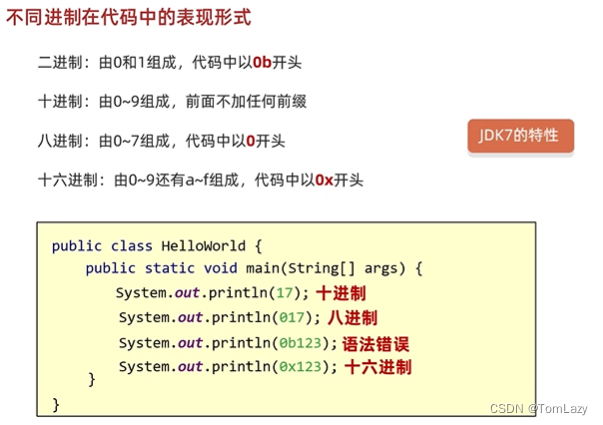 不同进制在代码中的表现形式
二进制：由0和1组成，代码中以0b开头
十进制：由0~9组成，前面不加任何前缀
八进制：由0~7组成，代码中以0开头
JDK7的特性
十六进制：由0~9还有a~f组成，代码中以0x开头
public class HelloWorld {
public static void main(String[] args) {
System.out.println(17); 十进制
System.out.println(017); 八进制
System.out.println(0b123); 语法错误
System.out.println(0x123); 十六进制
}
}
CSDN @TomLazy